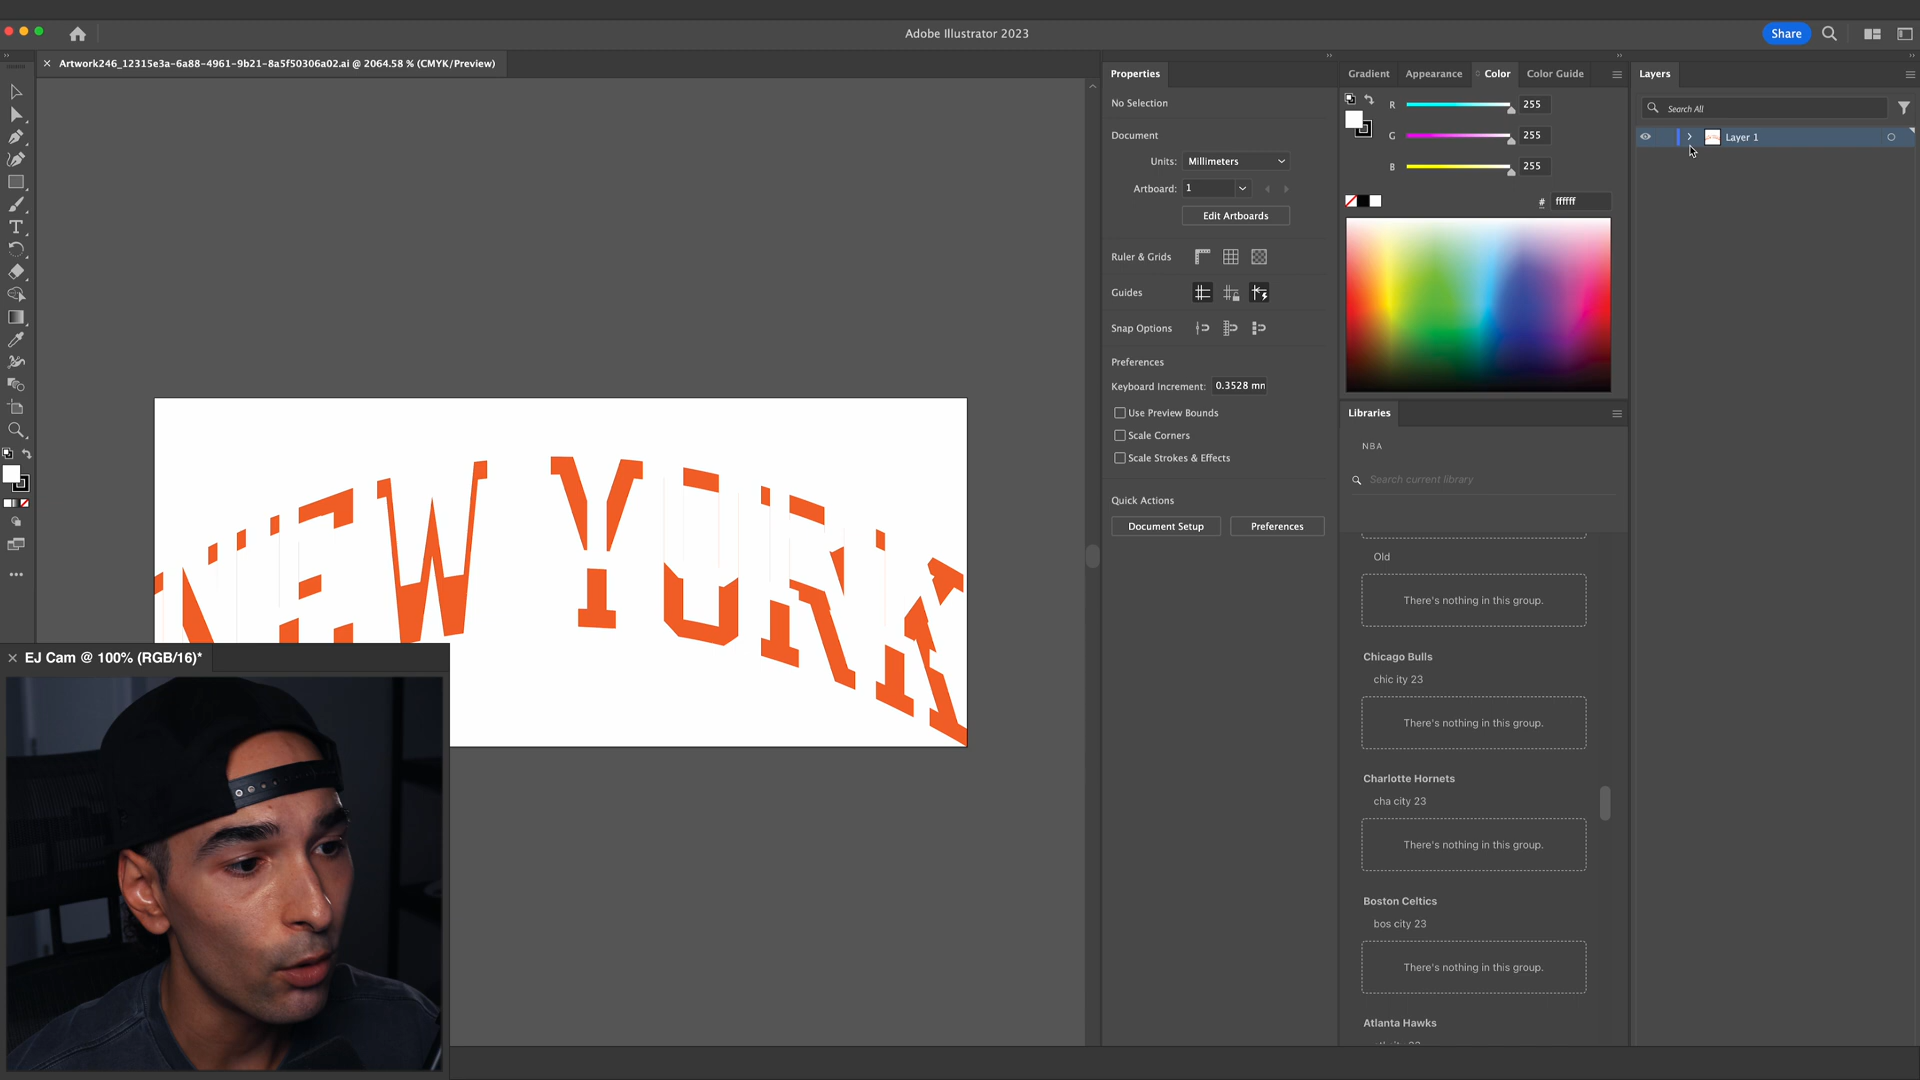 Adobe Illustrator 2023
Share
Artwork246_12315e3a-6a88-4961-9b21-8a5f50306a02.ai @ 2064.58 % (CMYK/Preview)
Properties
No Selection
Document
Units:
Millimeters
Artboard:
1
Edit Artboards
Ruler & Grids
Guides
Snap Options
Preferences
Keyboard Increment:
0.3528 mm
Use Preview Bounds
Scale Corners
Scale Strokes & Effects
Quick Actions
Document Setup
Preferences
Gradient
Appearance
Color
Color Guide
R
255
G
255
B
255
#
ffffff
Libraries
NBA
Search current library
Old
There's nothing in this group.
Chicago Bulls
chic ity 23
There's nothing in this group.
Charlotte Hornets
cha city 23
There's nothing in this group.
Boston Celtics
bos city 23
There's nothing in this group.
Atlanta Hawks
Layers
Search All
Layer 1
NEW YORK
EJ Cam @ 100% (RGB/16)*